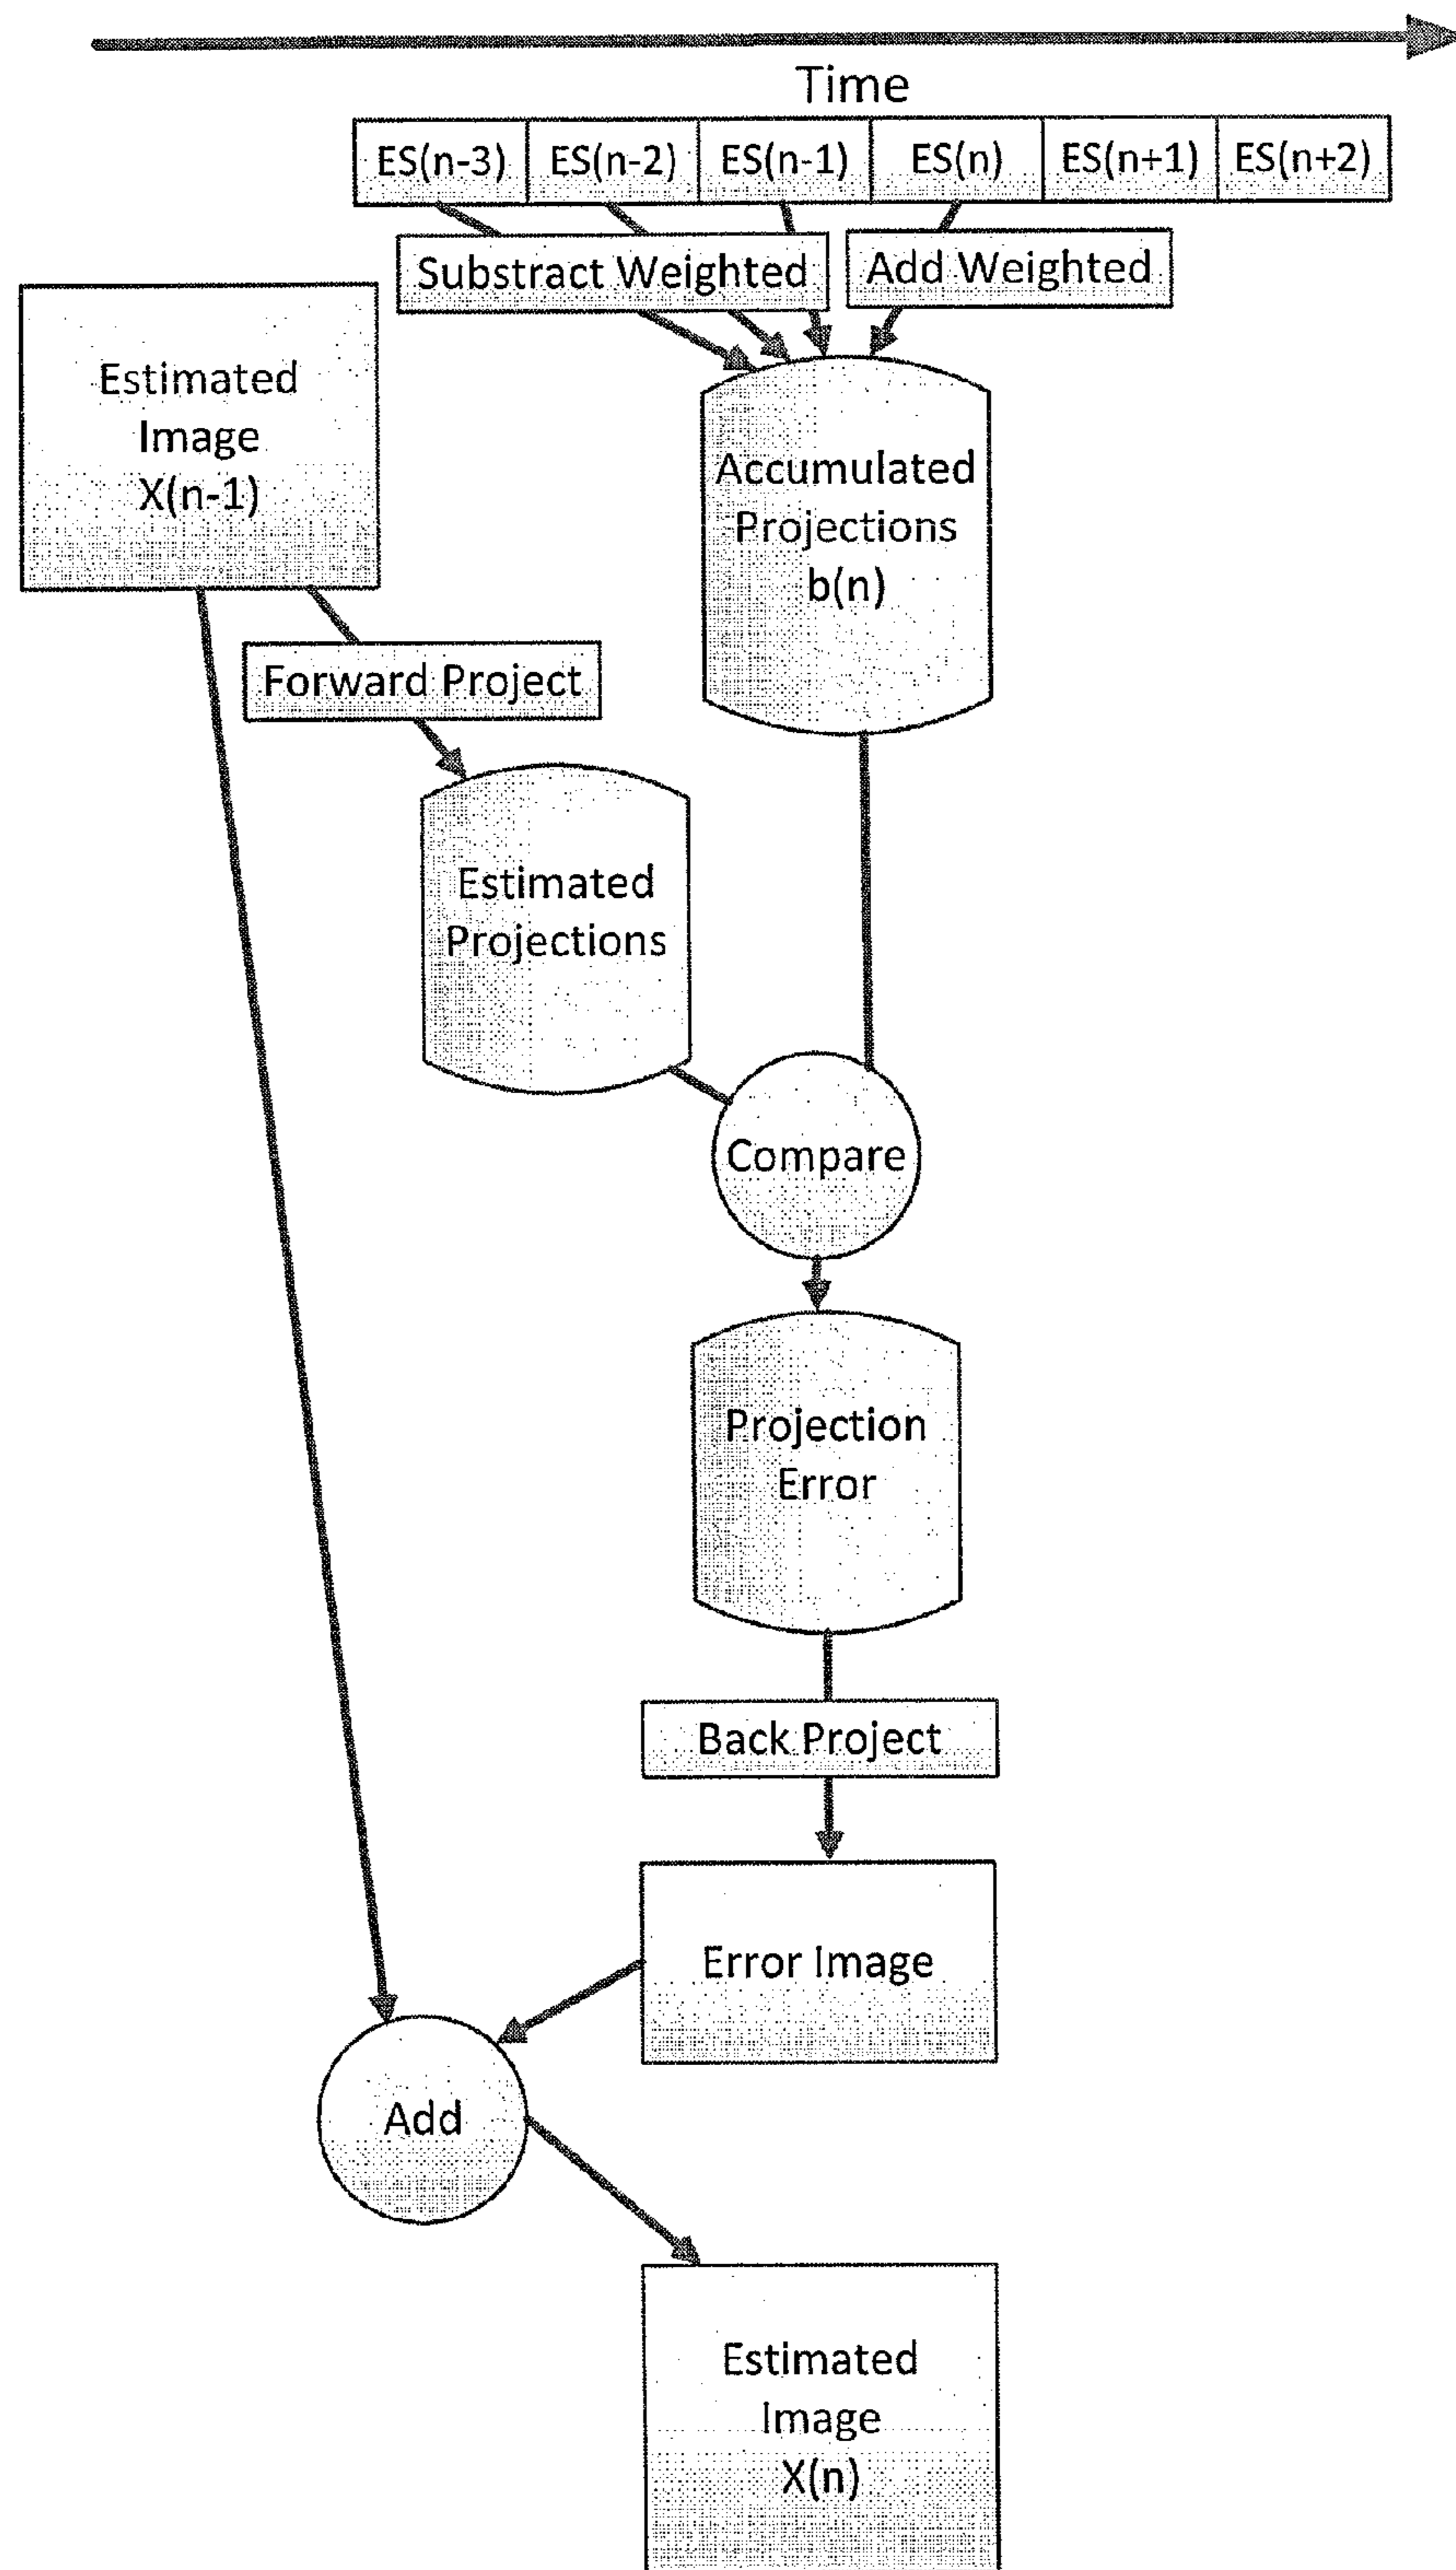 Time
ES(n-3) ES(n-2) ES(n-1) ES(n) ES(n+1) ES(n+2)
Substract Weighted Add Weighted
Estimated
Image
X(n-1)
Accumulated
Projections
b(n)
Forward Project
Estimated
Projections
Compare
Projection
Error
Back Project
Error Image
Add
Estimated
Image
X(n)